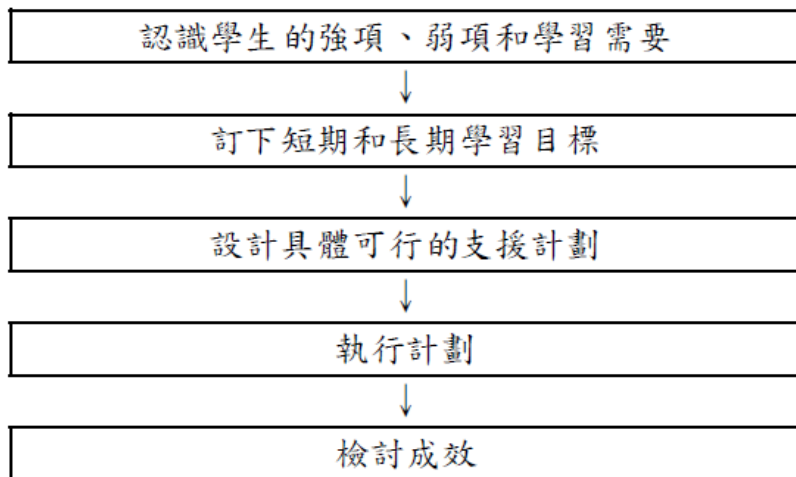 認識學生的強項、弱項和學習需要
↓
訂下短期和長期學習目標
↓
設計具體可行的支援計劃
↓
執行計劃
↓
檢討成效